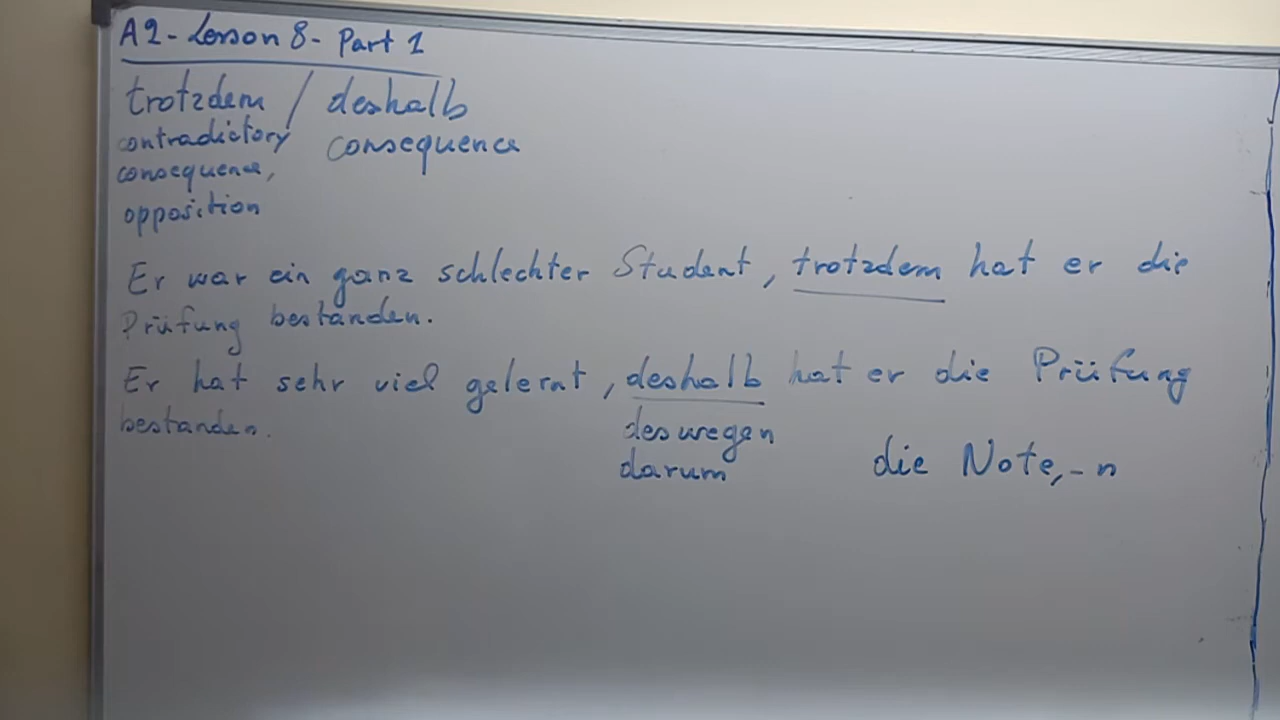 A2 - Lesson 8 - Part 1
trotzdem / deshalb
contradictory consequence
consequence,
opposition
Er war ein ganz schlechter Student, trotzdem hat er die
Prüfung bestanden.
Er hat sehr viel gelernt, deshalb hat er die Prüfung
bestanden.
deswegen
darum
die Note, -n